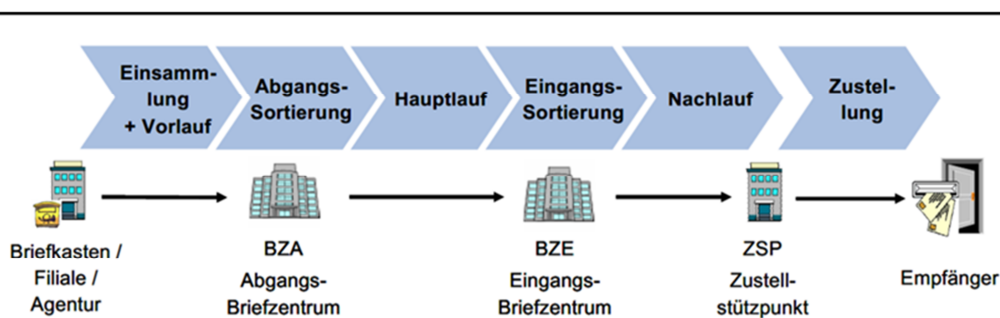 Einsamm-
lung
+ Vorlauf
Abgangs-
Sortierung
Hauptlauf
Eingangs-
Sortierung
Nachlauf
Zustel-
lung
Briefkasten /
Filiale /
Agentur
BZA
Abgangs-
Briefzentrum
BZE
Eingangs-
Briefzentrum
ZSP
Zustell-
stützpunkt
Empfänger